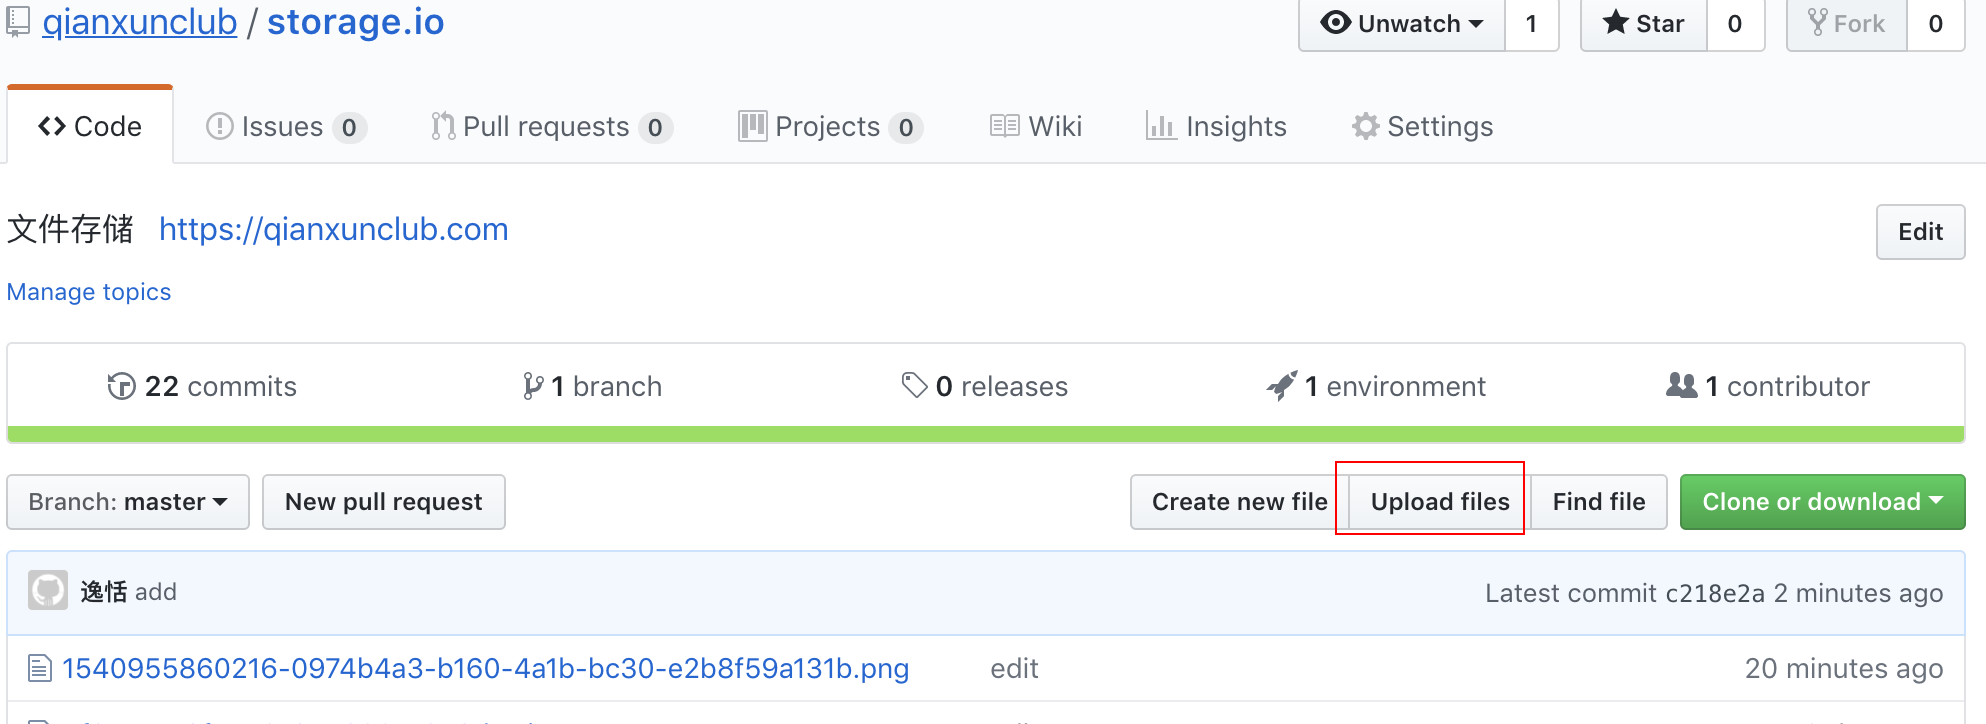 qianxunclub / storage.io
Unwatch 1 Star 0 Fork 0
Code Issues 0 Pull requests 0 Projects 0 Wiki Insights Settings
文件存储 https://qianxunclub.com Edit
Manage topics
22 commits 1 branch 0 releases 1 environment 1 contributor
Branch: master New pull request Create new file Upload files Find file Clone or download
逸恬 add Latest commit c218e2a 2 minutes ago
1540955860216-0974b4a3-b160-4a1b-bc30-e2b8f59a131b.png edit 20 minutes ago